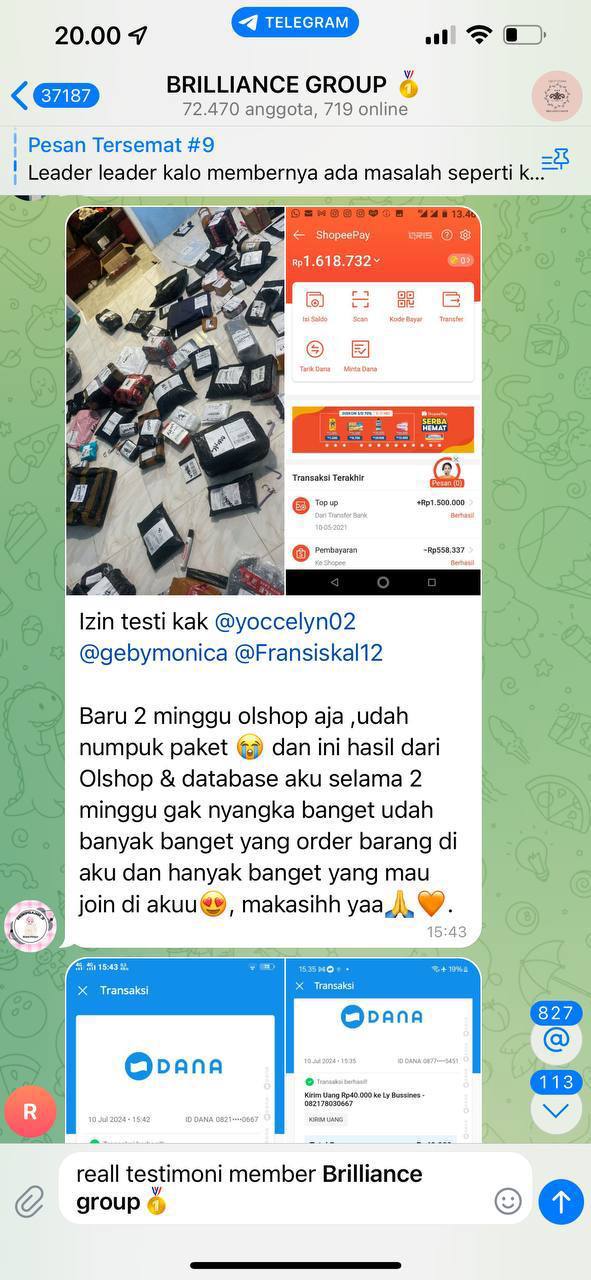 20.00
TELEGRAM
37187
BRILLIANCE GROUP 🥇
72.470 anggota, 719 online
Pesan Tersemat #9
Leader leader kalo membernya ada masalah seperti k...
13.46
ShopeePay
QRIS
Rp1.618.732
Isi Saldo
Scan
Kode Bayar
Transfer
Tarik Dana
Minta Dana
ShopeePay
SERBA
HEMAT
Transaksi Terakhir
Pesan (0)
Top up
+Rp1.500.000
Dari Transfer Bank
Berhasil
10-05-2021
Pembayaran
-Rp558.337
Ke Shopee
Berhasil
Izin testi kak @yoccelyn02
@gebymonica @Fransiskal12
Baru 2 minggu olshop aja ,udah
numpuk paket 😭 dan ini hasil dari
Olshop & database aku selama 2
minggu gak nyangka banget udah
banyak banget yang order barang di
aku dan hanyak banget yang mau
join di akuu😍, makasihh yaa🙏🧡.
15:43
15:43
Transaksi
DANA
10 Jul 2024 • 15:42
ID DANA 0821••••0667
15.35
19%
Transaksi
DANA
10 Jul 2024 • 15:35
ID DANA 0877••••5451
Transaksi berhasil!
Kirim Uang Rp40.000 ke Ly Bussines -
082178030667
KIRIM UANG
827
@
113
R
reall testimoni member Brilliance
group 🥇